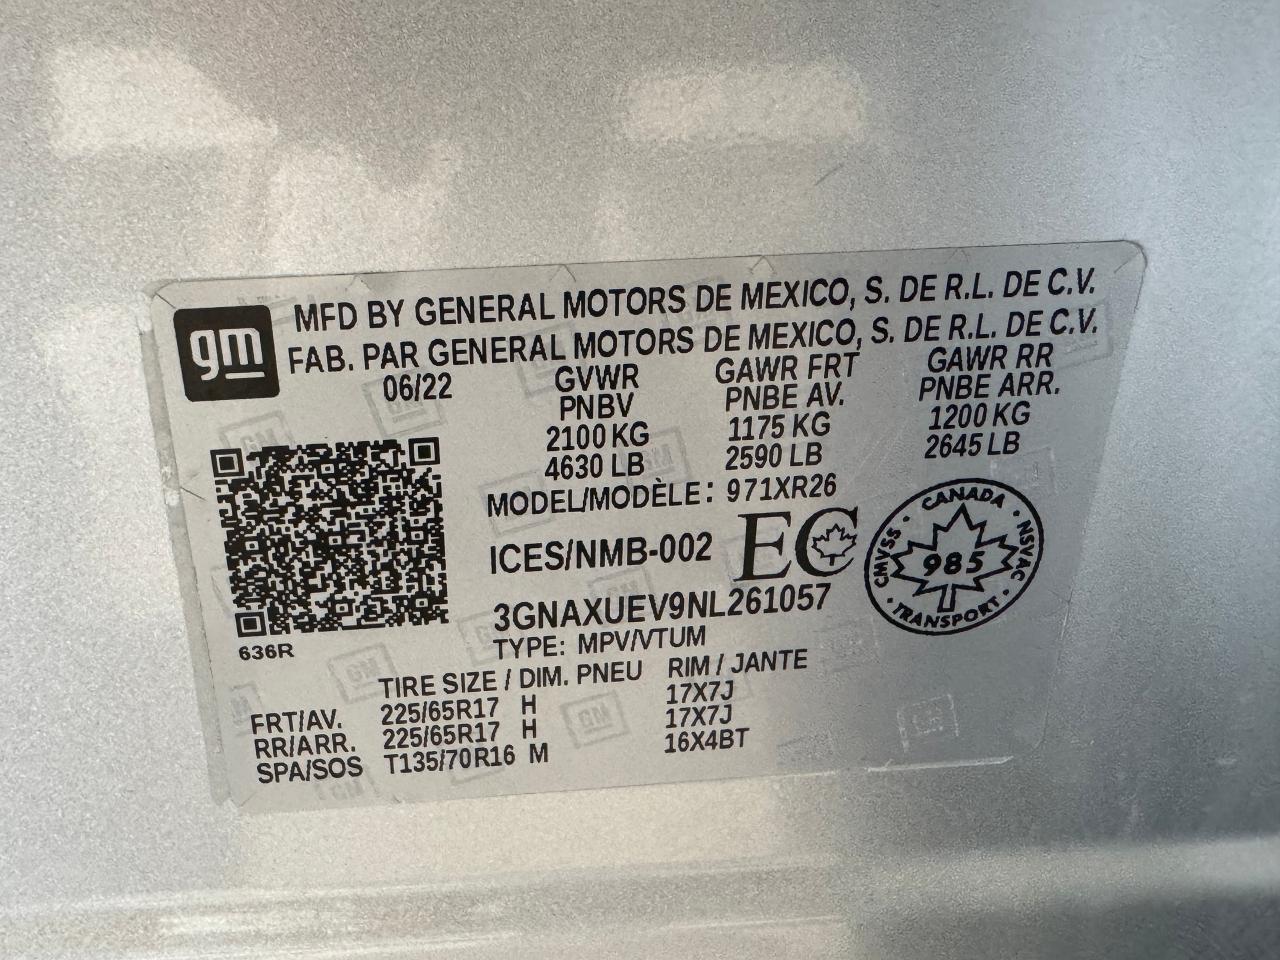 gm
MFD BY GENERAL MOTORS DE MEXICO, S. DE R.L. DE C.V.
FAB. PAR GENERAL MOTORS DE MEXICO, S. DE R.L. DE C.V.
06/22 GVWR GAWR FRT GAWR RR
PNBV PNBE AV. PNBE ARR.
2100 KG 1175 KG 1200 KG
4630 LB 2590 LB 2645 LB
MODEL/MODÈLE: 971XR26
ICES/NMB-002 EC
CANADA · NSVAC · TRANSPORT · CMVSS ·
985
3GNAXUEV9NL261057
636R
TYPE: MPV/VTUM
TIRE SIZE / DIM. PNEU RIM / JANTE
FRT/AV. 225/65R17 H 17X7J
RR/ARR. 225/65R17 H 17X7J
SPA/SOS T135/70R16 M 16X4BT